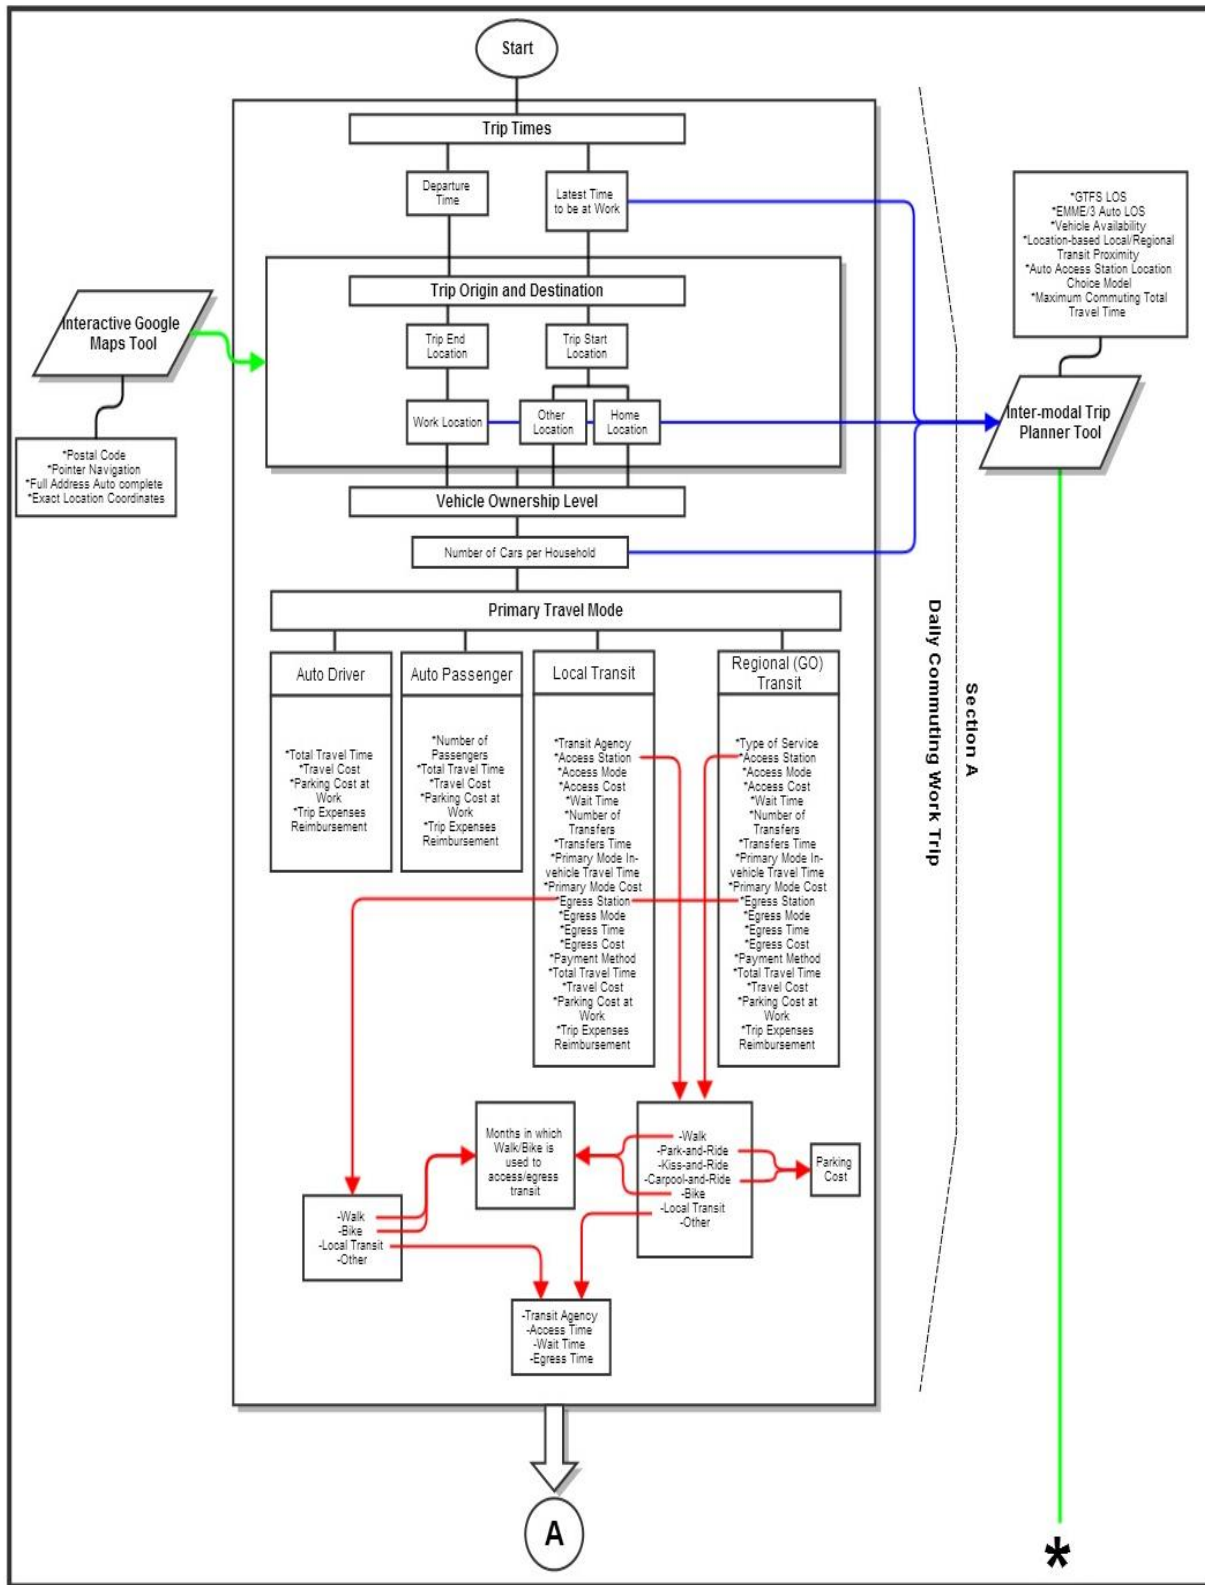 Start
Trip Times
Departure
Time
Latest Time
to be at Work
*GTFS LOS
*EMME/3 Auto LOS
*Vehicle Availability
*Location-based Local/Regional
Transit Proximity
*Auto Access Station Location
Choice Model
*Maximum Commuting Total
Travel Time
Trip Origin and Destination
Interactive Google
Maps Tool
Trip End
Location
Trip Start
Location
Work Location
Other
Location
Home
Location
Inter-modal Trip
Planner Tool
*Postal Code
*Pointer Navigation
*Full Address Auto complete
*Exact Location Coordinates
Vehicle Ownership Level
Number of Cars per Household
Primary Travel Mode
Auto Driver
*Total Travel Time
*Travel Cost
*Parking Cost at
Work
*Trip Expenses
Reimbursement
Auto Passenger
*Number of
Passengers
*Total Travel Time
*Travel Cost
*Parking Cost at
Work
*Trip Expenses
Reimbursement
Local Transit
*Transit Agency
*Access Station
*Access Mode
*Access Cost
*Wait Time
*Number of
Transfers
*Transfers Time
*Primary Mode In-
vehicle Travel Time
*Primary Mode Cost
*Egress Station
*Egress Mode
*Egress Time
*Egress Cost
*Payment Method
*Total Travel Time
*Travel Cost
*Parking Cost at
Work
*Trip Expenses
Reimbursement
Regional (GO)
Transit
*Type of Service
*Access Station
*Access Mode
*Access Cost
*Wait Time
*Number of
Transfers
*Transfers Time
*Primary Mode In-
vehicle Travel Time
*Primary Mode Cost
*Egress Station
*Egress Mode
*Egress Time
*Egress Cost
*Payment Method
*Total Travel Time
*Travel Cost
*Parking Cost at
Work
*Trip Expenses
Reimbursement
Section A
Daily Commuting Work Trip
Months in which
Walk/Bike is
used to
access/egress
transit
-Walk
-Park-and-Ride
-Kiss-and-Ride
-Carpool-and-Ride
-Bike
-Local Transit
-Other
Parking
Cost
-Walk
-Bike
-Local Transit
-Other
-Transit Agency
-Access Time
-Wait Time
-Egress Time
A
*